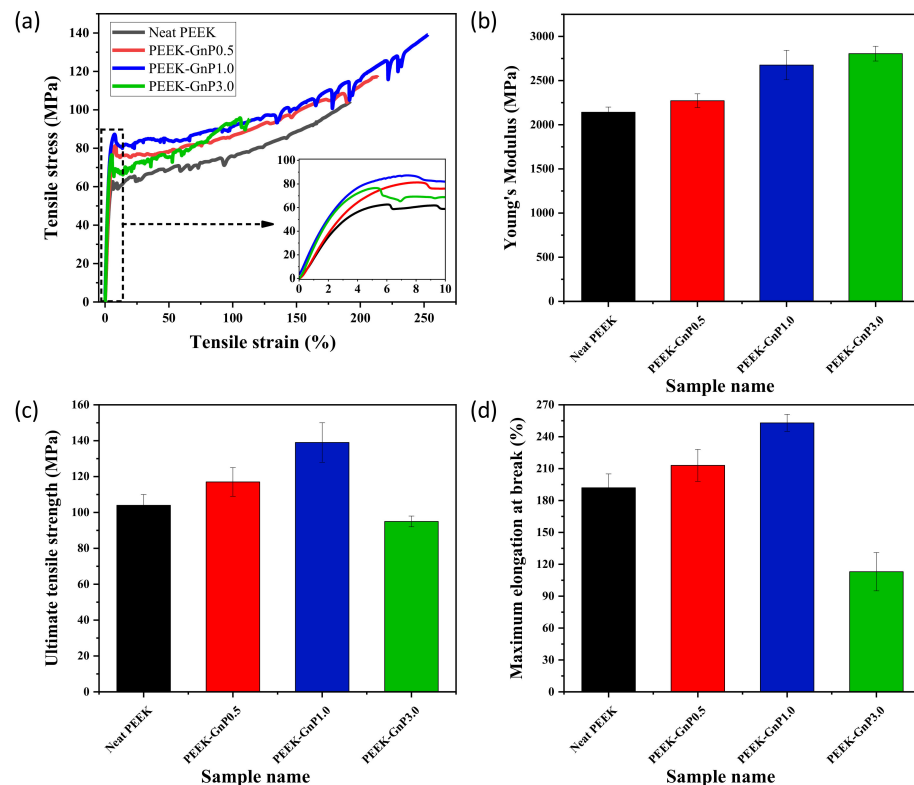 (a)
Neat PEEK
PEEK-GnP0.5
PEEK-GnP1.0
PEEK-GnP3.0
Tensile stress (MPa)
140
120
100
80
60
40
20
0
0 50 100 150 200 250
Tensile strain (%)
100
80
60
40
20
0
0 2 4 6 8 10
(b)
Young's Modulus (MPa)
3000
2500
2000
1500
1000
500
0
Neat PEEK
PEEK-GnP0.5
PEEK-GnP1.0
PEEK-GnP3.0
Sample name
(c)
Ultimate tensile strength (MPa)
160
140
120
100
80
60
40
20
0
Neat PEEK
PEEK-GnP0.5
PEEK-GnP1.0
PEEK-GnP3.0
Sample name
(d)
Maximum elongation at break (%)
270
240
210
180
150
120
90
60
30
0
Neat PEEK
PEEK-GnP0.5
PEEK-GnP1.0
PEEK-GnP3.0
Sample name